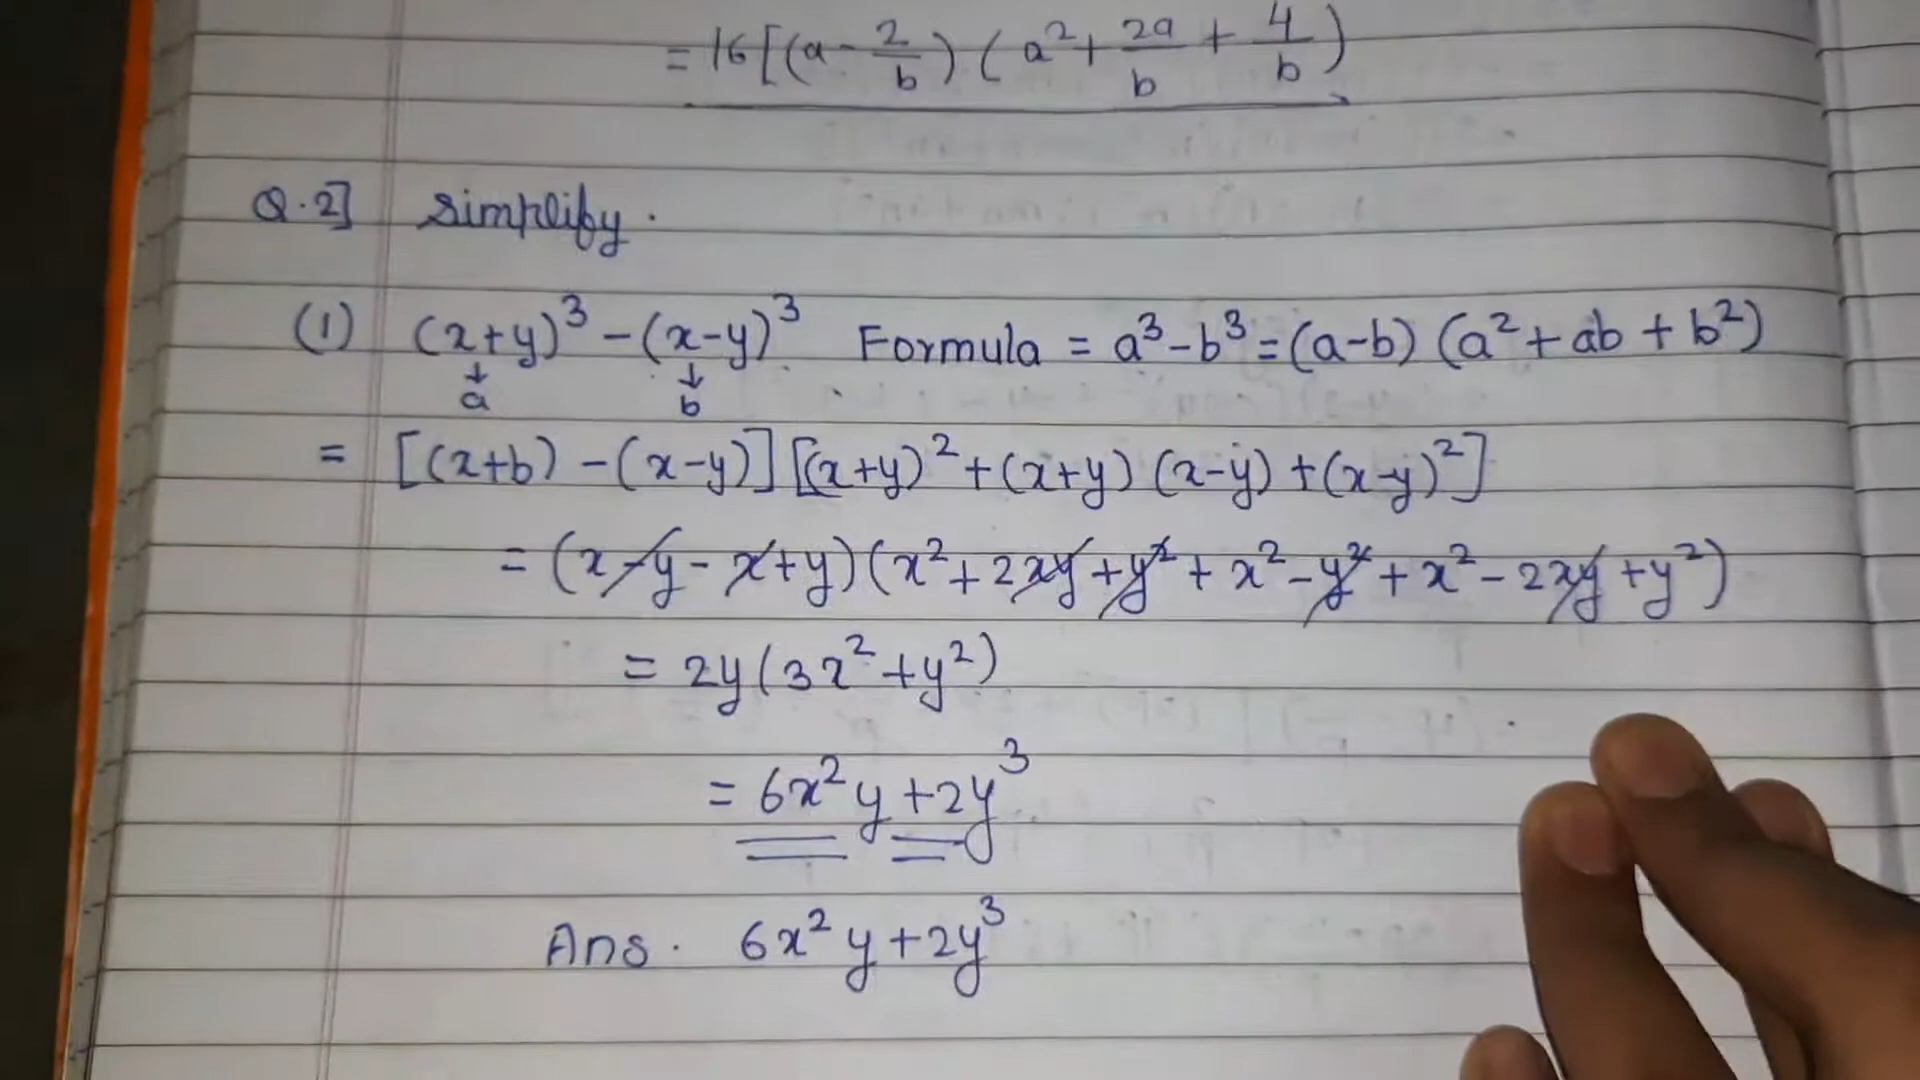 = 16[(a - 2/b) (a² + 2a/b + 4/b)
Q.2] Simplify.
(1) (x+y)³ - (x-y)³ Formula = a³-b³ = (a-b) (a² + ab + b²)
↓ a ↓ b
= [(x+b) - (x-y)] [(x+y)² + (x+y) (x-y) + (x-y)²]
= (x-y-x+y) (x² + 2xy + y² + x² - y² + x² - 2xy + y²)
= 2y(3x² + y²)
= 6x²y + 2y³
Ans. 6x²y + 2y³